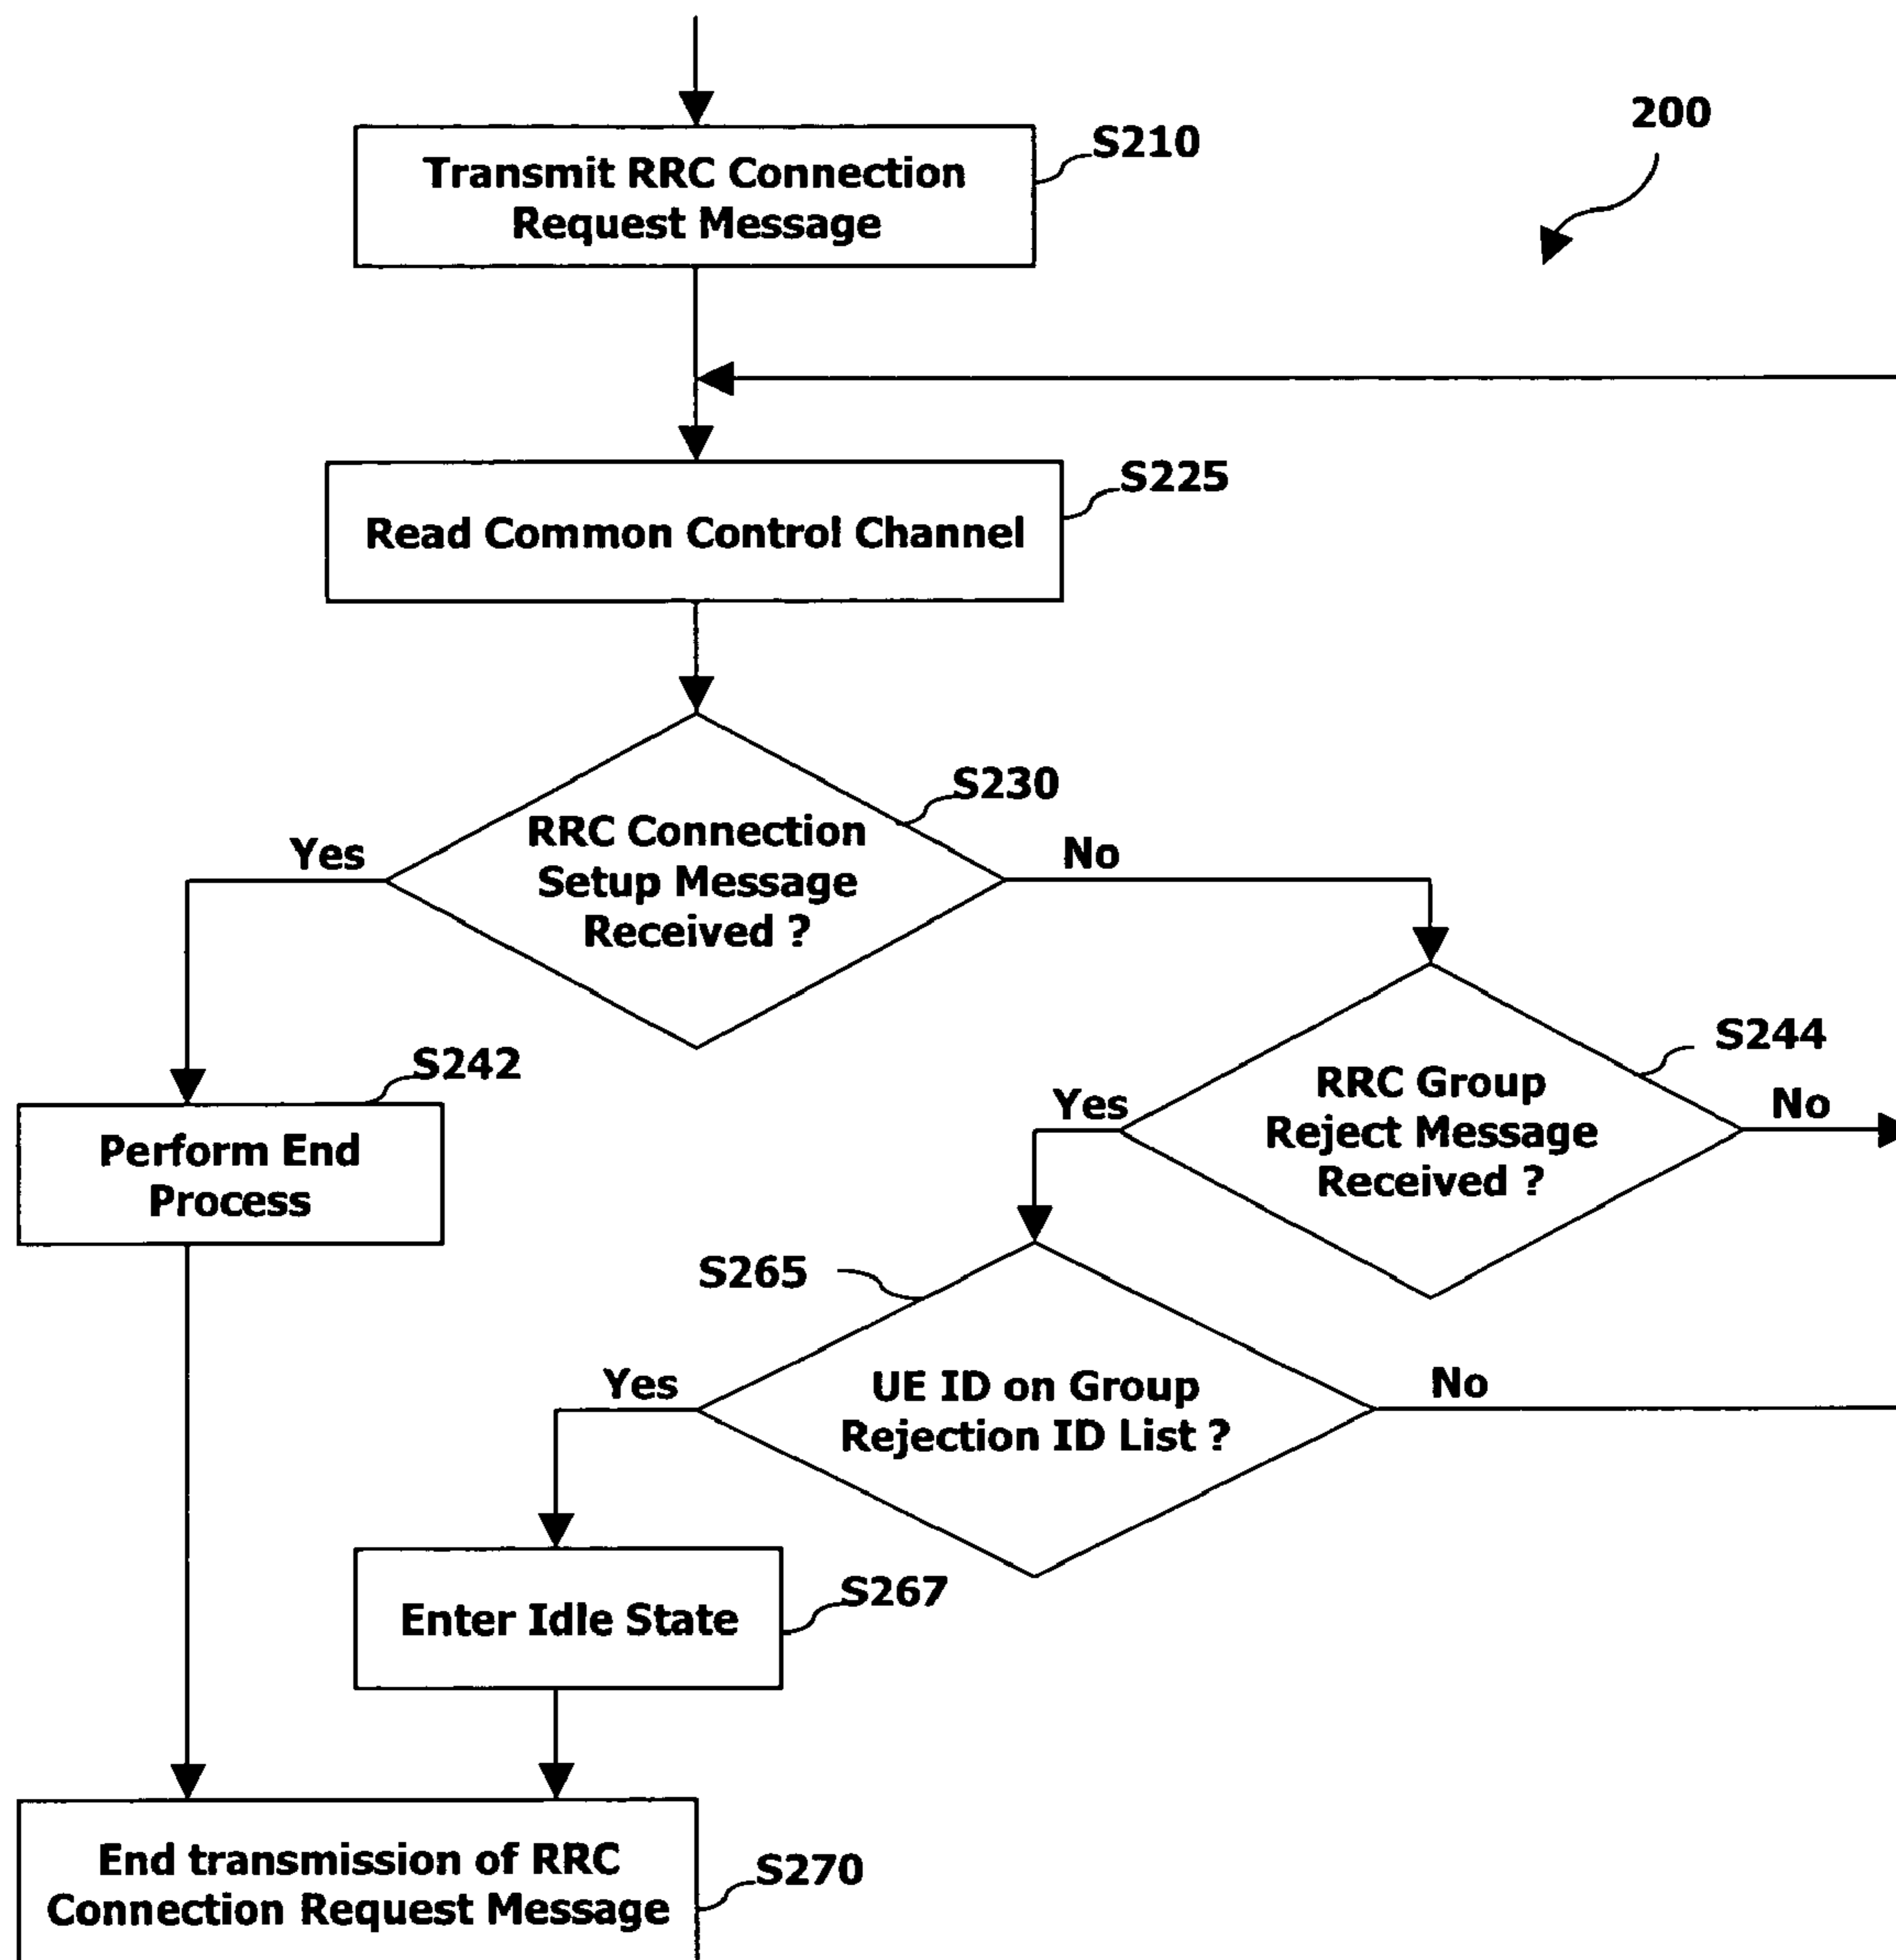 200
S210
Transmit RRC Connection
Request Message
S225
Read Common Control Channel
S230
RRC Connection
Setup Message
Received ?
Yes
No
S242
Perform End
Process
S244
RRC Group
Reject Message
Received ?
Yes
No
S265
UE ID on Group
Rejection ID List ?
Yes
No
Enter Idle State
S267
End transmission of RRC
Connection Request Message
S270